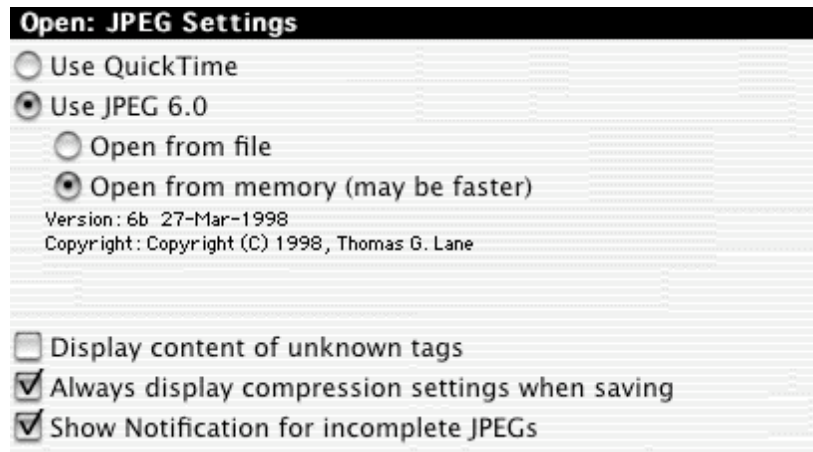 Open: JPEG Settings
Use QuickTime
Use JPEG 6.0
Open from file
Open from memory (may be faster)
Version: 6b 27-Mar-1998
Copyright: Copyright (C) 1998, Thomas G. Lane
Display content of unknown tags
Always display compression settings when saving
Show Notification for incomplete JPEGs